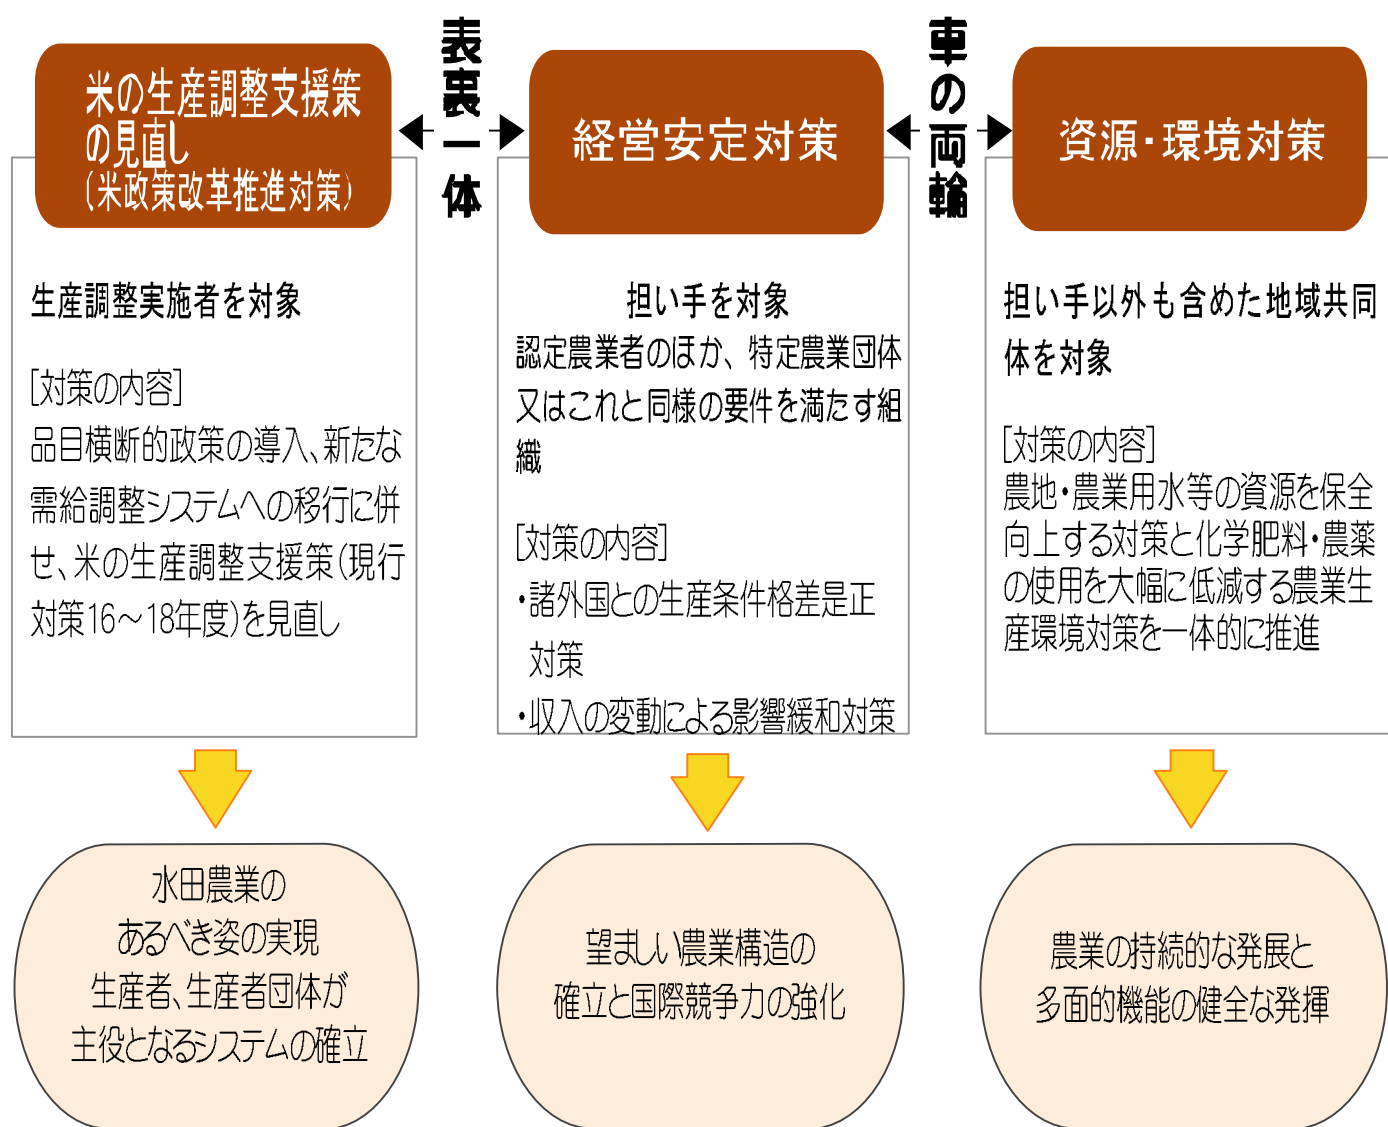 米の生産調整支援策
の見直し
（米政策改革推進対策）
生産調整実施者を対象
[対策の内容]
品目横断的政策の導入、新たな
需給調整システムへの移行に併
せ、米の生産調整支援策（現行
対策16～18年度）を見直し
水田農業の
あるべき姿の実現
生産者、生産者団体が
主役となるシステムの確立
表裏一体
経営安定対策
担い手を対象
認定農業者のほか、特定農業団体
又はこれと同様の要件を満たす組
織
[対策の内容]
・諸外国との生産条件格差是正
対策
・収入の変動による影響緩和対策
望ましい農業構造の
確立と国際競争力の強化
車の両輪
資源・環境対策
担い手以外も含めた地域共同
体を対象
[対策の内容]
農地・農業用水等の資源を保全
向上する対策と化学肥料・農薬
の使用を大幅に低減する農業生
産環境対策を一体的に推進
農業の持続的な発展と
多面的機能の健全な発揮